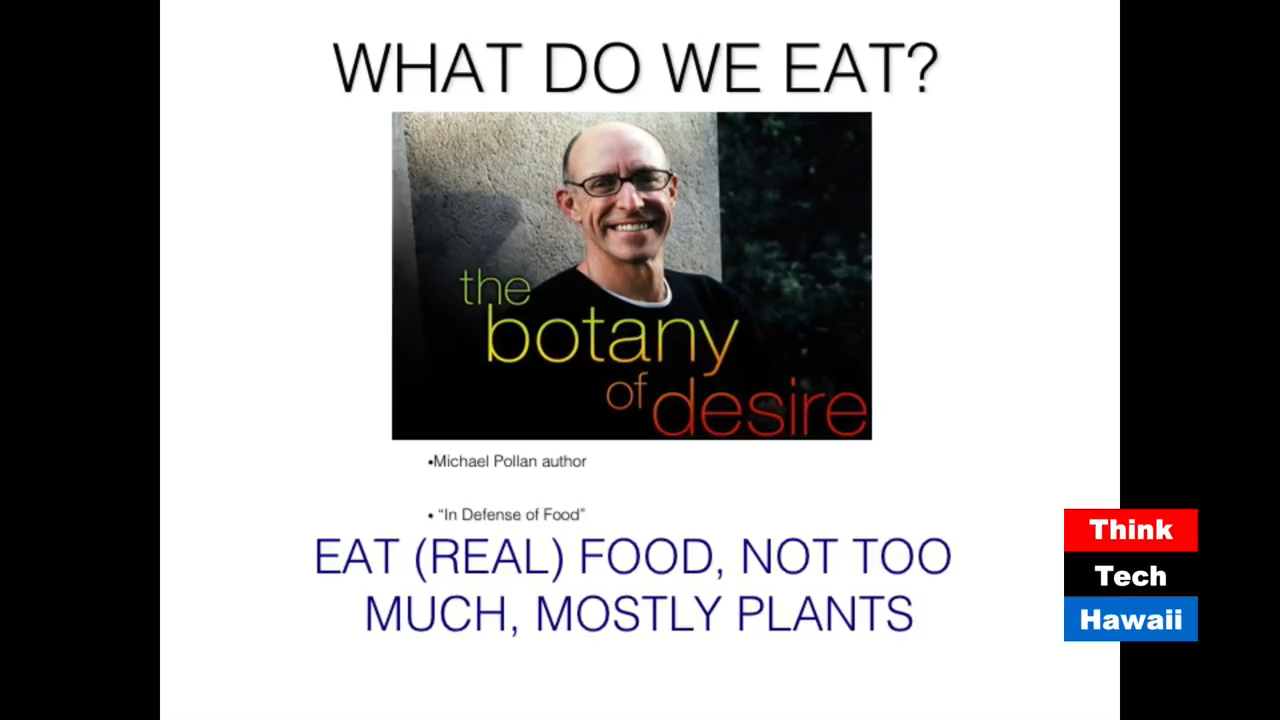 WHAT DO WE EAT?
the
botany
of desire
•Michael Pollan author
• “In Defense of Food”
EAT (REAL) FOOD, NOT TOO
MUCH, MOSTLY PLANTS
Think
Tech
Hawaii